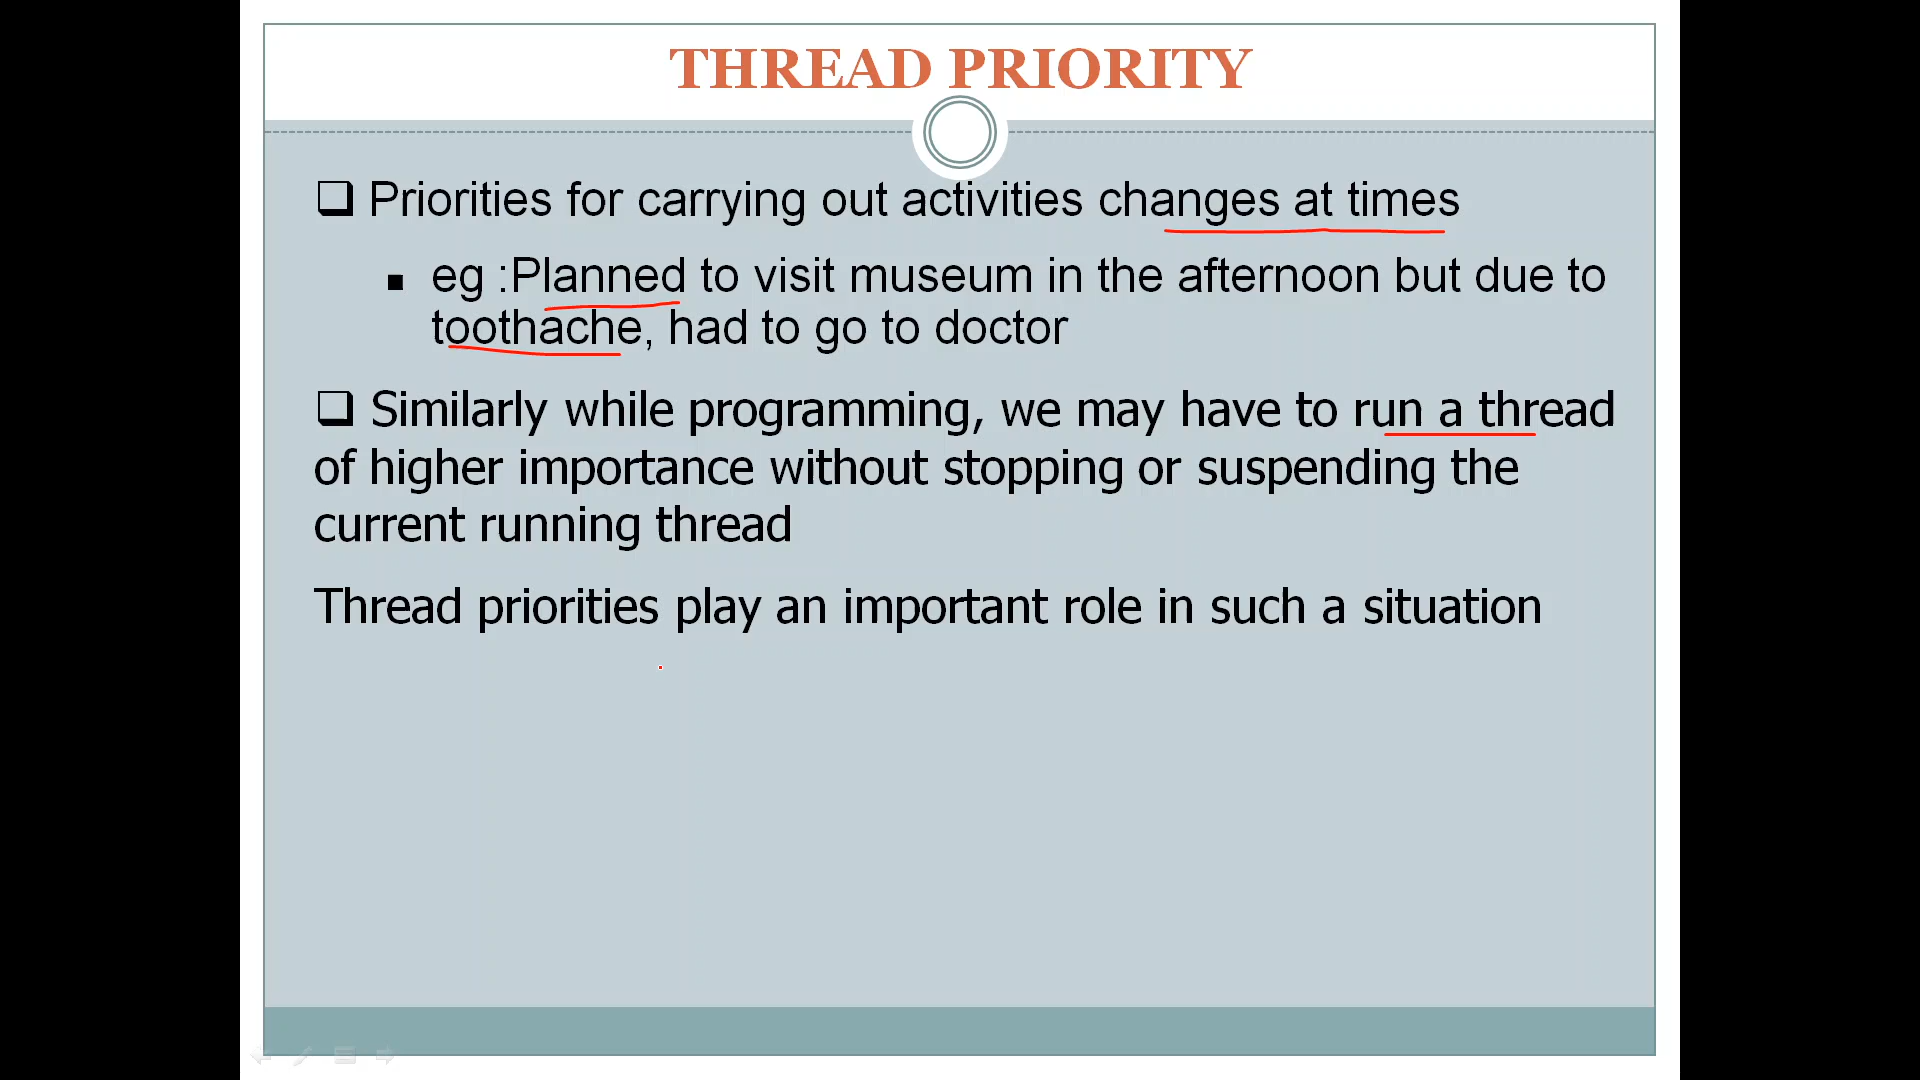 THREAD PRIORITY
❑ Priorities for carrying out activities changes at times
▪ eg :Planned to visit museum in the afternoon but due to
toothache, had to go to doctor
❑ Similarly while programming, we may have to run a thread
of higher importance without stopping or suspending the
current running thread
Thread priorities play an important role in such a situation